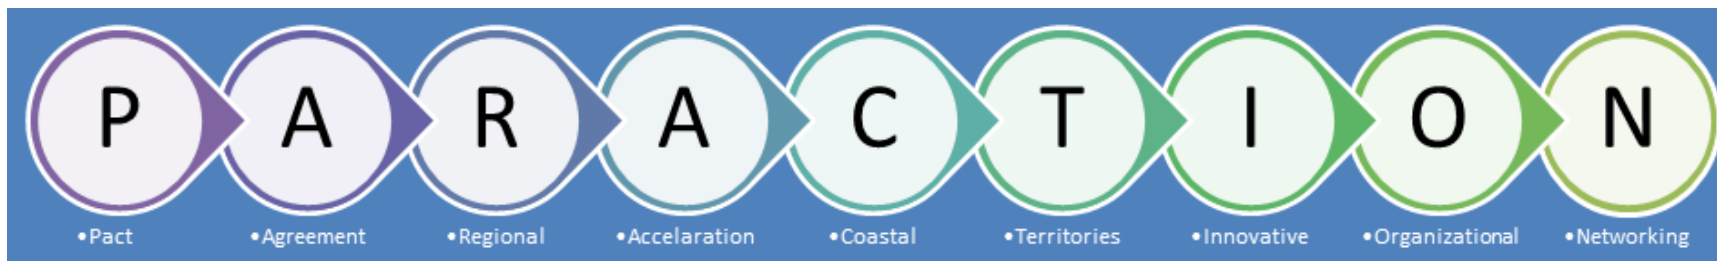 P A R A C T I O N
•Pact •Agreement •Regional •Accelaration •Coastal •Territories •Innovative •Organizational •Networking